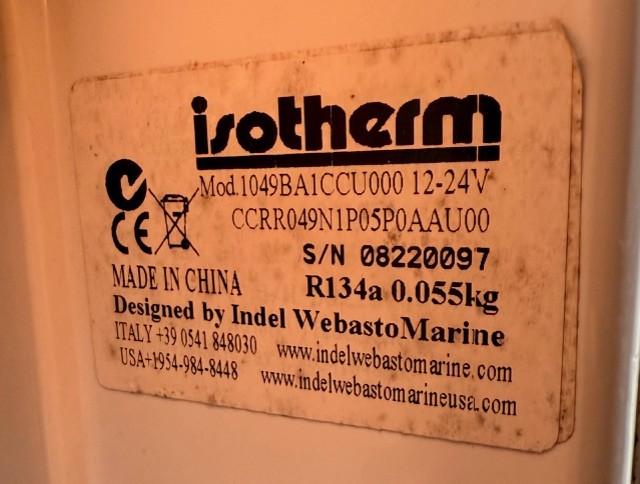 isotherm
Mod.1049BA1CCU000 12-24V
CCRR049N1P05P0AAU00
CE
S/N 08220097
MADE IN CHINA R134a 0.055kg
Designed by Indel WebastoMarine
ITALY +39 0541 848030 www.indelwebastomarine.com
USA+1954-984-8448 www.indelwebastomarineusa.com